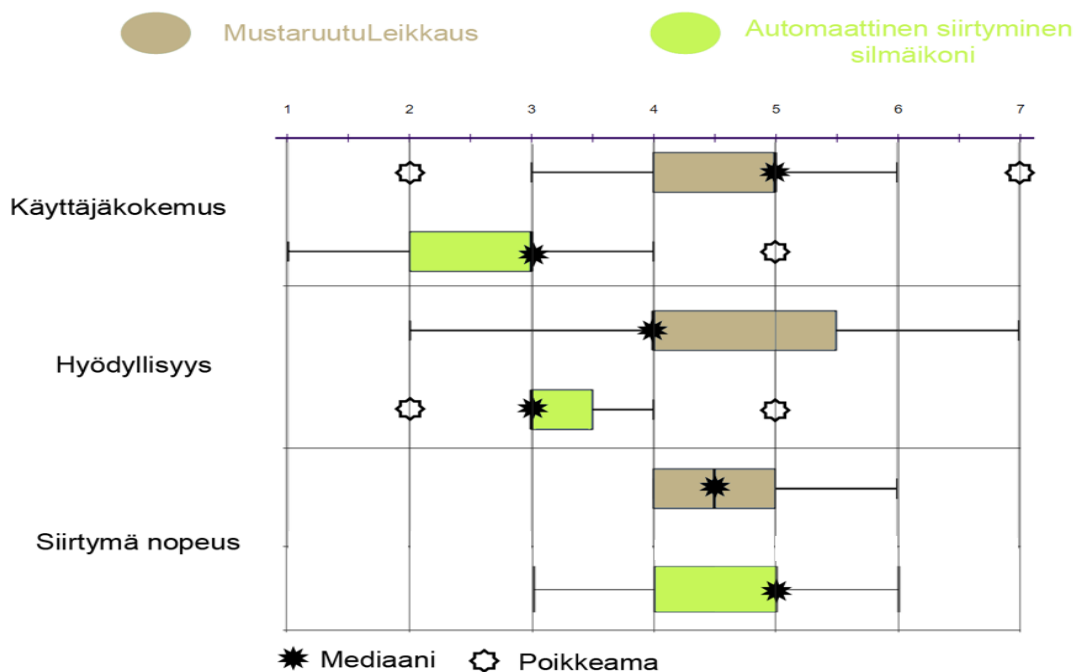 MustaruutuLeikkaus
Automaattinen siirtyminen
silmäikoni
1 2 3 4 5 6 7
Käyttäjäkokemus
Hyödyllisyys
Siirtymä nopeus
Mediaani Poikkeama